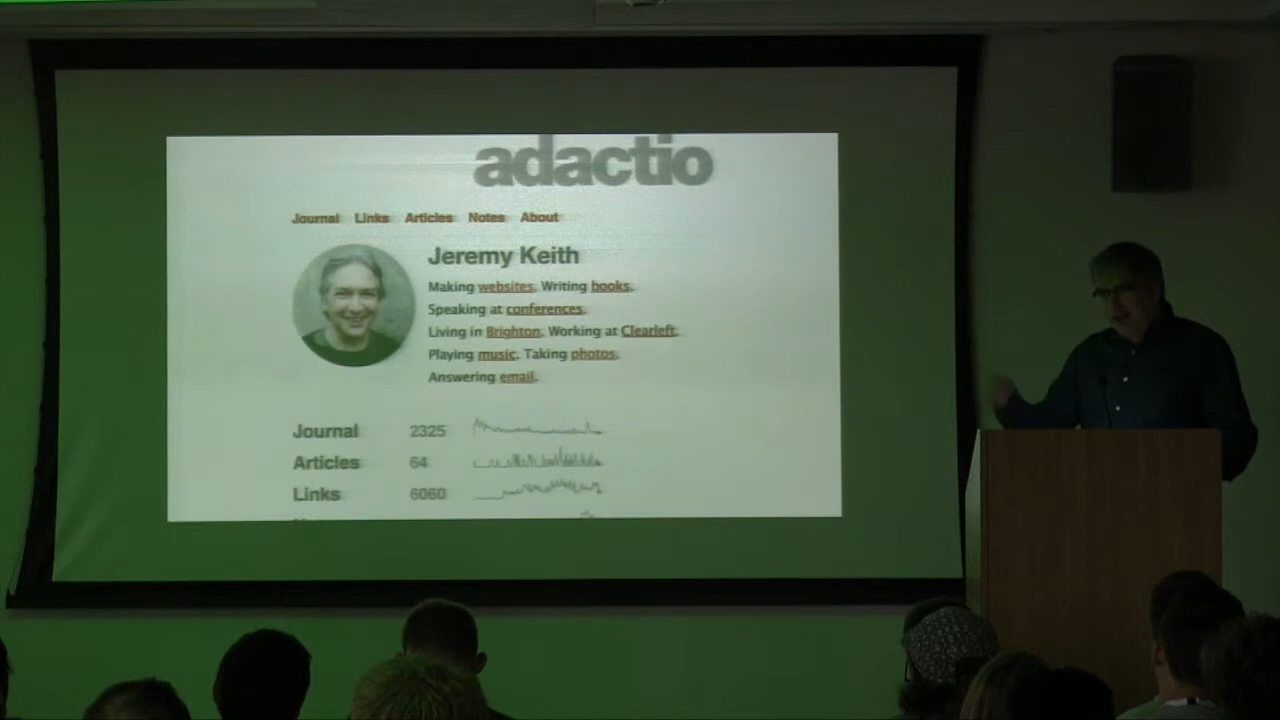 adactio
Journal Links Articles Notes About
Jeremy Keith
Making websites. Writing books.
Speaking at conferences.
Living in Brighton. Working at Clearleft.
Playing music. Taking photos.
Answering email.
Journal 2325
Articles 64
Links 6060